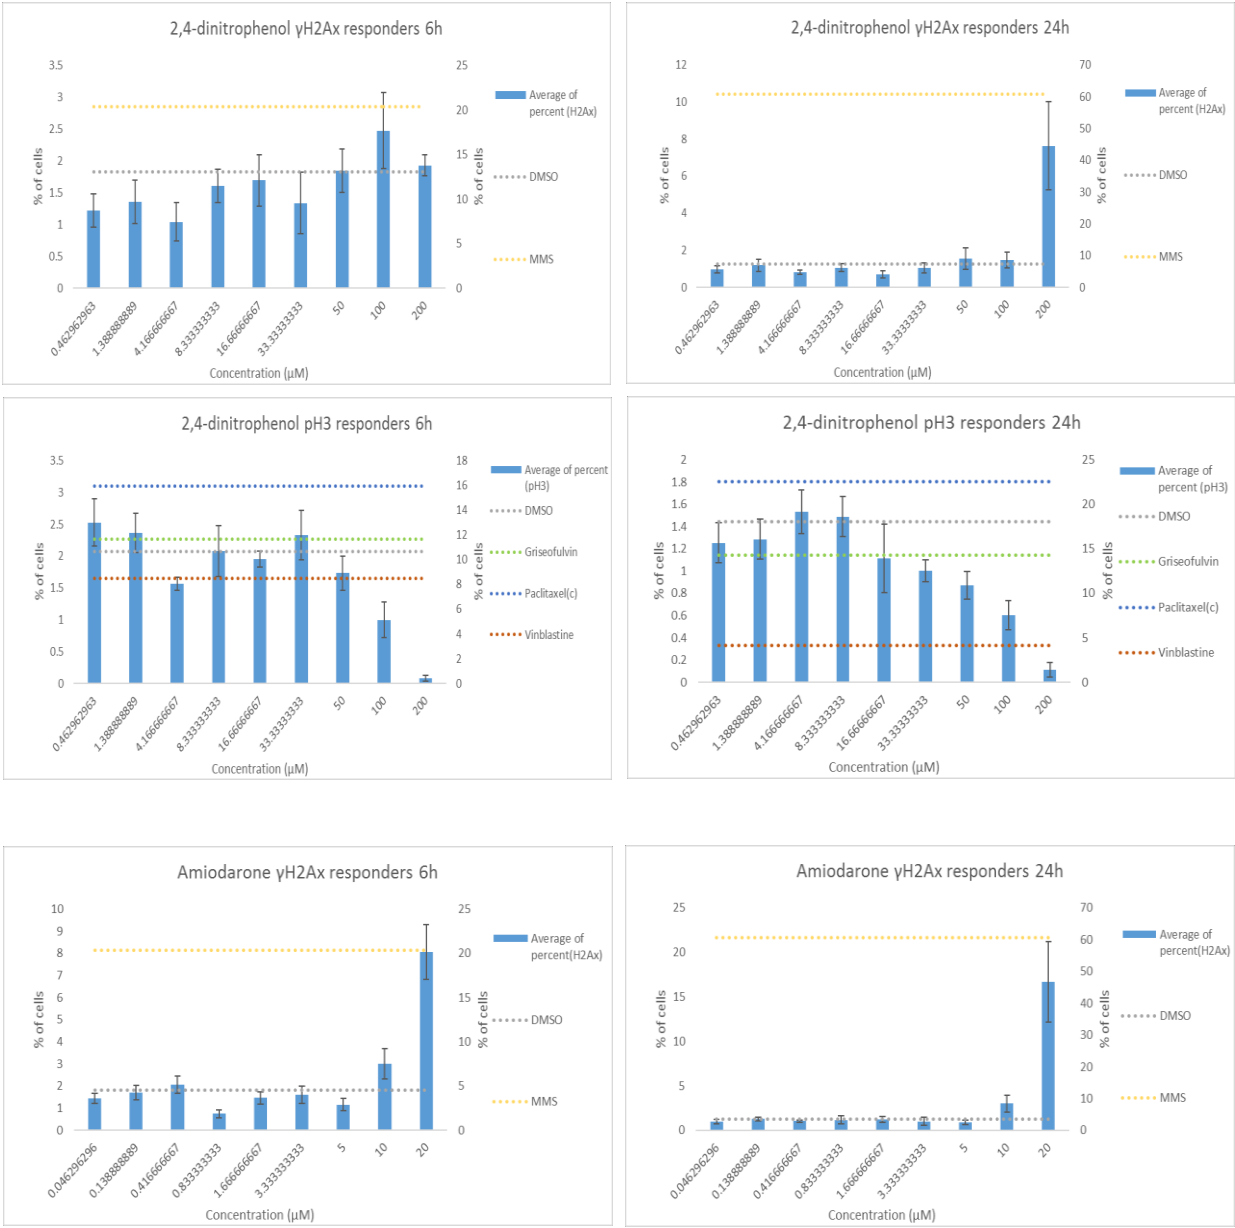 2,4-dinitrophenol γH2Ax responders 6h
3.5
3
2.5
2
1.5
1
0.5
0
% of cells
25
20
15
10
5
0
% of cells
0.462962963
1.388888889
4.166666667
8.333333333
16.66666667
33.33333333
50
100
200
Concentration (μM)
Average of
percent (H2Ax)
DMSO
MMS
2,4-dinitrophenol γH2Ax responders 24h
12
10
8
6
4
2
0
% of cells
70
60
50
40
30
20
10
0
% of cells
0.462962963
1.388888889
4.166666667
8.333333333
16.66666667
33.33333333
50
100
200
Concentration (μM)
Average of
percent (H2Ax)
DMSO
MMS
2,4-dinitrophenol pH3 responders 6h
3.5
3
2.5
2
1.5
1
0.5
0
% of cells
18
16
14
12
10
8
6
4
2
0
% of cells
0.462962963
1.388888889
4.166666667
8.333333333
16.66666667
33.33333333
50
100
200
Concentration (μM)
Average of percent
(pH3)
DMSO
Griseofulvin
Paclitaxel(c)
Vinblastine
2,4-dinitrophenol pH3 responders 24h
2
1.8
1.6
1.4
1.2
1
0.8
0.6
0.4
0.2
0
% of cells
25
20
15
10
5
0
% of cells
0.462962963
1.388888889
4.166666667
8.333333333
16.66666667
33.33333333
50
100
200
Concentration (μM)
Average of
percent (pH3)
DMSO
Griseofulvin
Paclitaxel(c)
Vinblastine
Amiodarone γH2Ax responders 6h
10
9
8
7
6
5
4
3
2
1
0
% of cells
25
20
15
10
5
0
% of cells
0.046296296
0.138888889
0.416666667
0.833333333
1.666666667
3.333333333
5
10
20
Concentration (μM)
Average of
percent(H2Ax)
DMSO
MMS
Amiodarone γH2Ax responders 24h
25
20
15
10
5
0
% of cells
70
60
50
40
30
20
10
0
% of cells
0.046296296
0.138888889
0.416666667
0.833333333
1.666666667
3.333333333
5
10
20
Concentration (μM)
Average of
percent(H2Ax)
DMSO
MMS